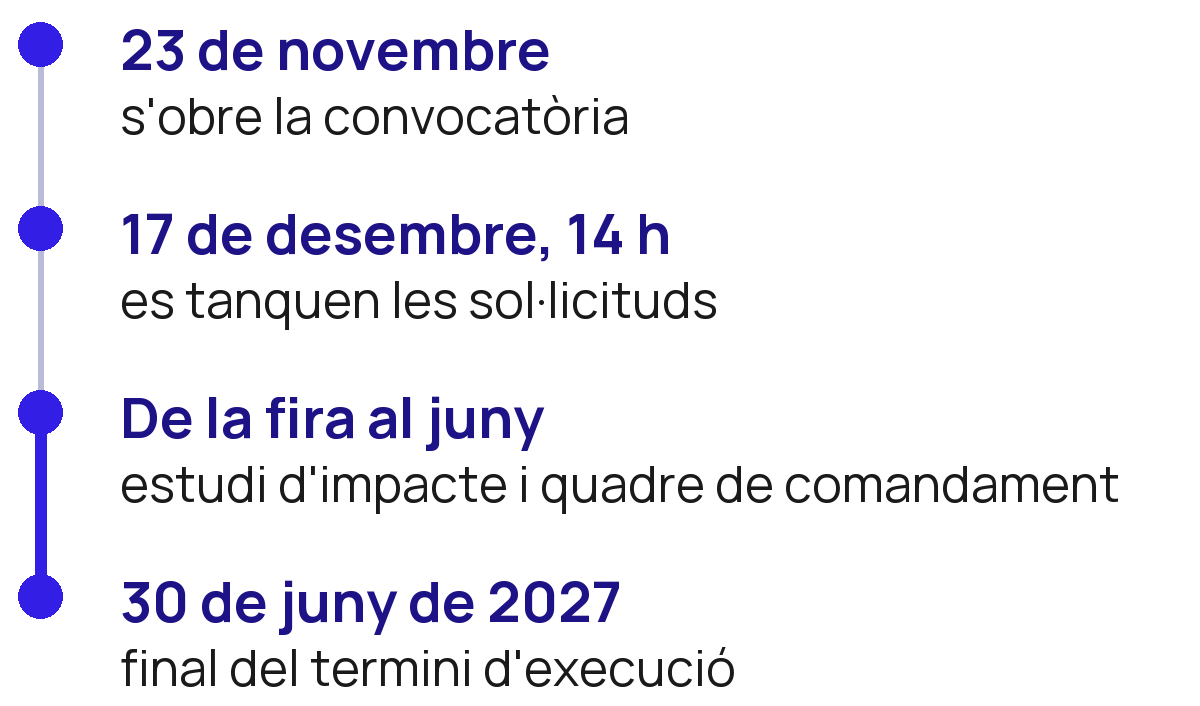 23 de novembre
s'obre la convocatòria
17 de desembre, 14 h
es tanquen les sol·licituds
De la fira al juny
estudi d'impacte i quadre de comandament
30 de juny de 2027
final del termini d'execució